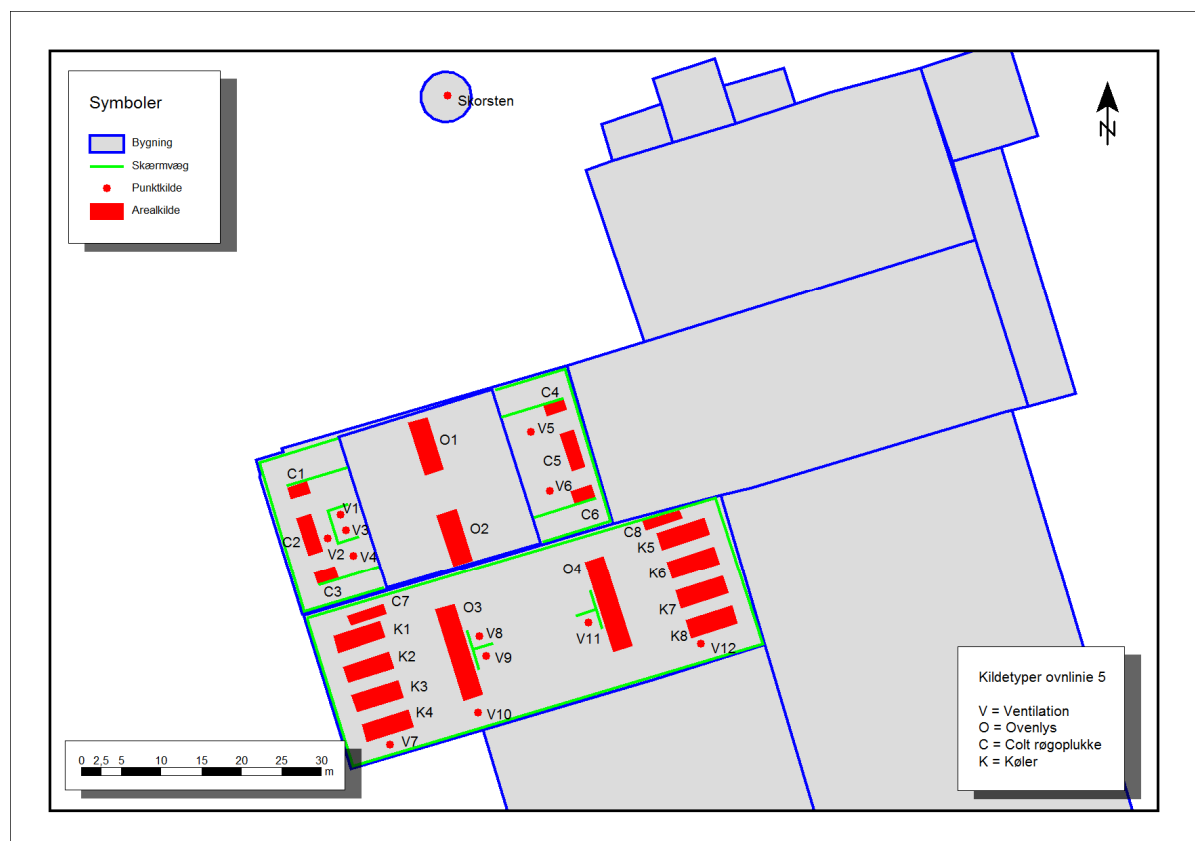 Symboler
Bygning
Skærmvæg
Punktkilde
Arealkilde
Skorsten
N
C4
V5
O1
C5
C1
V6
V1
C6
C8
O2
V3
K5
C2
V2
V4
O4
K6
C3
C7
O3
K7
K1
V8
V11
K8
V12
K2
V9
K3
K4
V10
V7
0 2,5 5 10 15 20 25 30
m
Kildetyper ovnlinie 5
V = Ventilation
O = Ovenlys
C = Colt røgoplukke
K = Køler